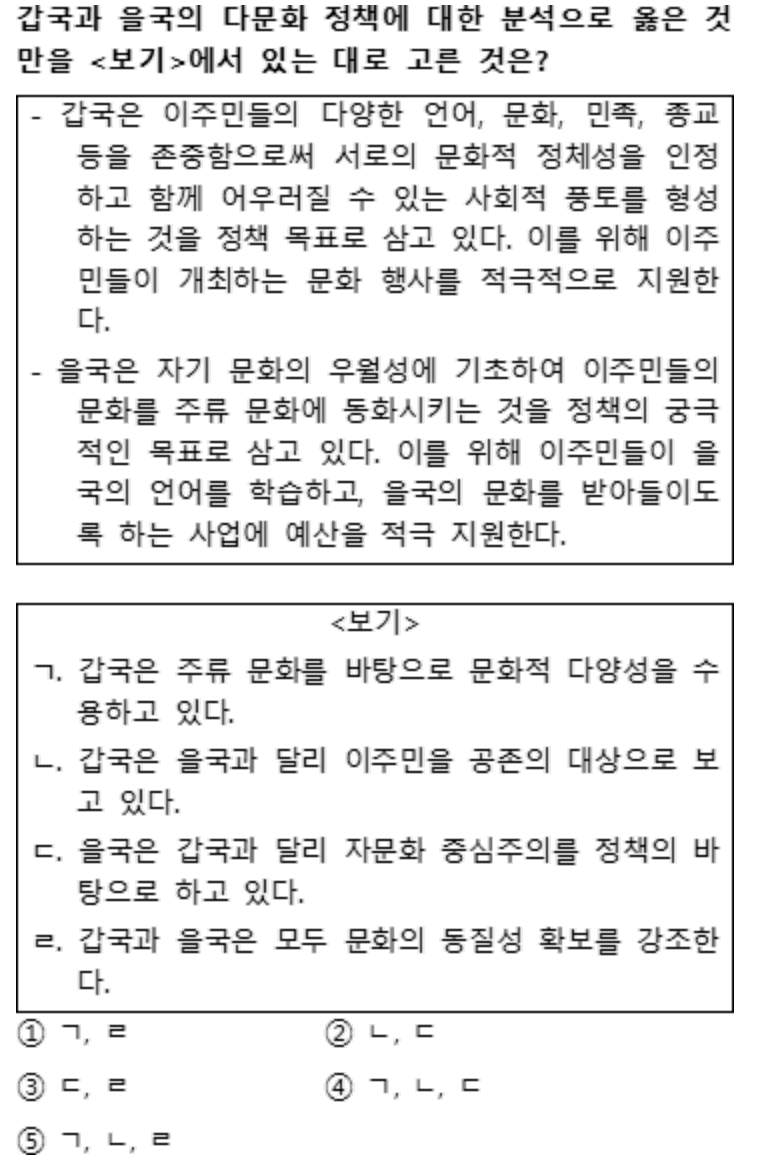 갑국과 을국의 다문화 정책에 대한 분석으로 옳은 것
만을 <보기>에서 있는 대로 고른 것은?
- 갑국은 이주민들의 다양한 언어, 문화, 민족, 종교
등을 존중함으로써 서로의 문화적 정체성을 인정
하고 함께 어우러질 수 있는 사회적 풍토를 형성
하는 것을 정책 목표로 삼고 있다. 이를 위해 이주
민들이 개최하는 문화 행사를 적극적으로 지원한
다.
- 을국은 자기 문화의 우월성에 기초하여 이주민들의
문화를 주류 문화에 동화시키는 것을 정책의 궁극
적인 목표로 삼고 있다. 이를 위해 이주민들이 을
국의 언어를 학습하고, 을국의 문화를 받아들이도
록 하는 사업에 예산을 적극 지원한다.
<보기>
ㄱ. 갑국은 주류 문화를 바탕으로 문화적 다양성을 수
용하고 있다.
ㄴ. 갑국은 을국과 달리 이주민을 공존의 대상으로 보
고 있다.
ㄷ. 을국은 갑국과 달리 자문화 중심주의를 정책의 바
탕으로 하고 있다.
ㄹ. 갑국과 을국은 모두 문화의 동질성 확보를 강조한
다.
① ㄱ, ㄹ ② ㄴ, ㄷ
③ ㄷ, ㄹ ④ ㄱ, ㄴ, ㄷ
⑤ ㄱ, ㄴ, ㄹ